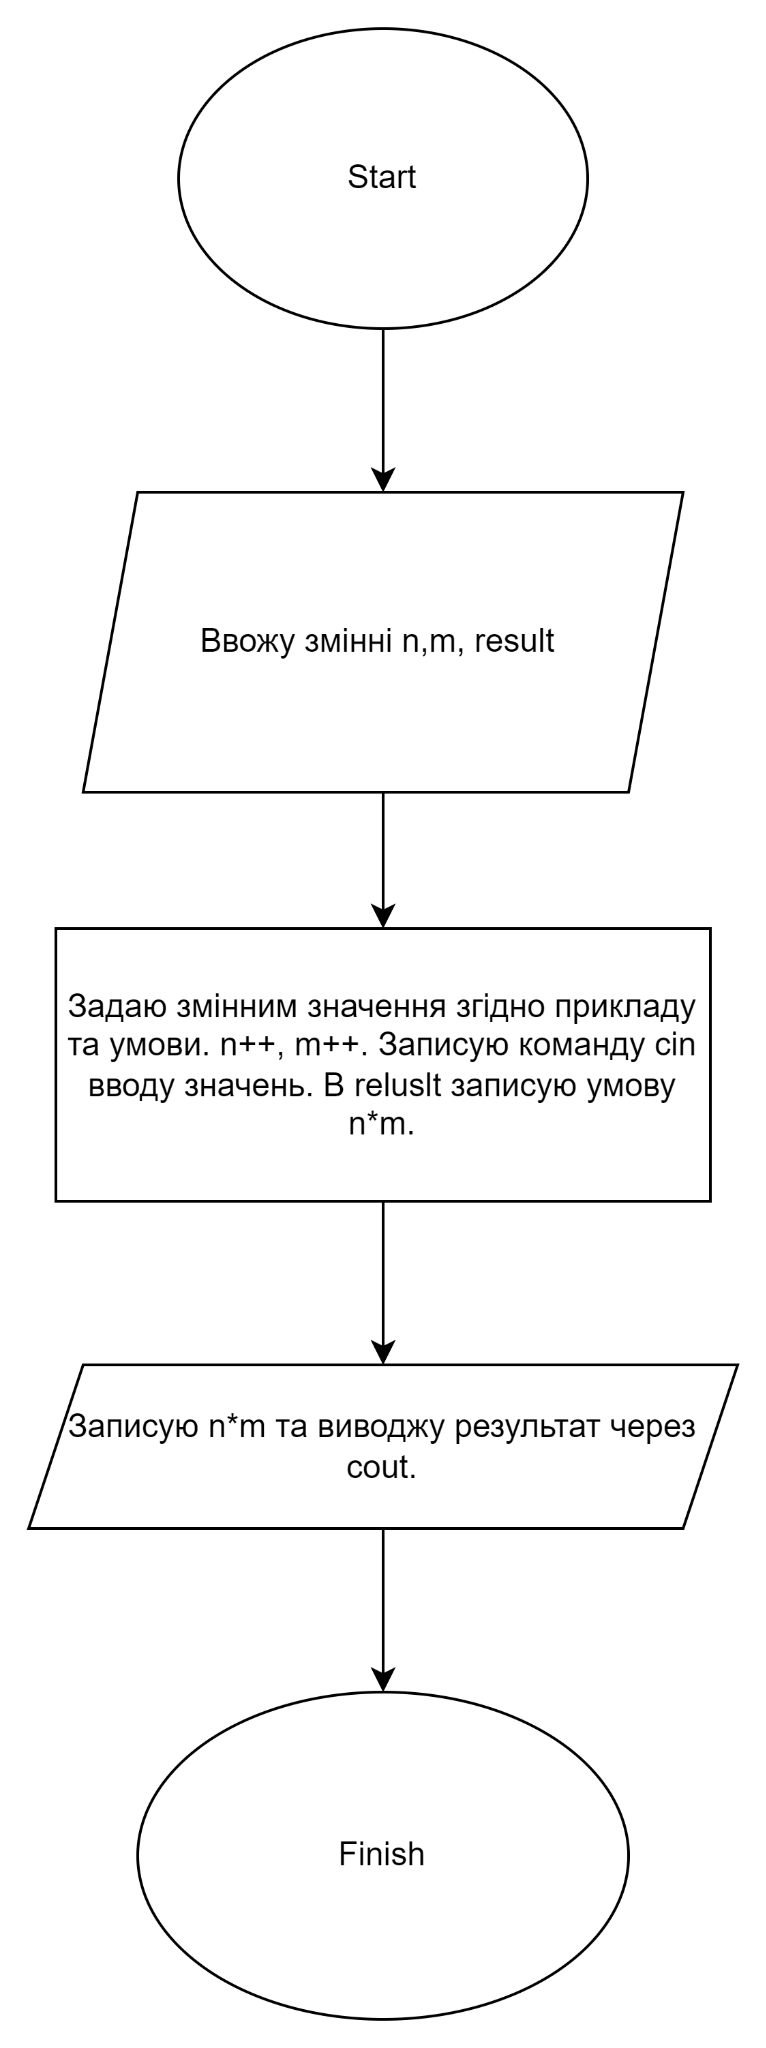 Start
Ввожу змінні n,m, result
Задаю змінним значення згідно прикладу
та умови. n++, m++. Записую команду cin
вводу значень. В reluslt записую умову
n*m.
Записую n*m та виводжу результат через
cout.
Finish